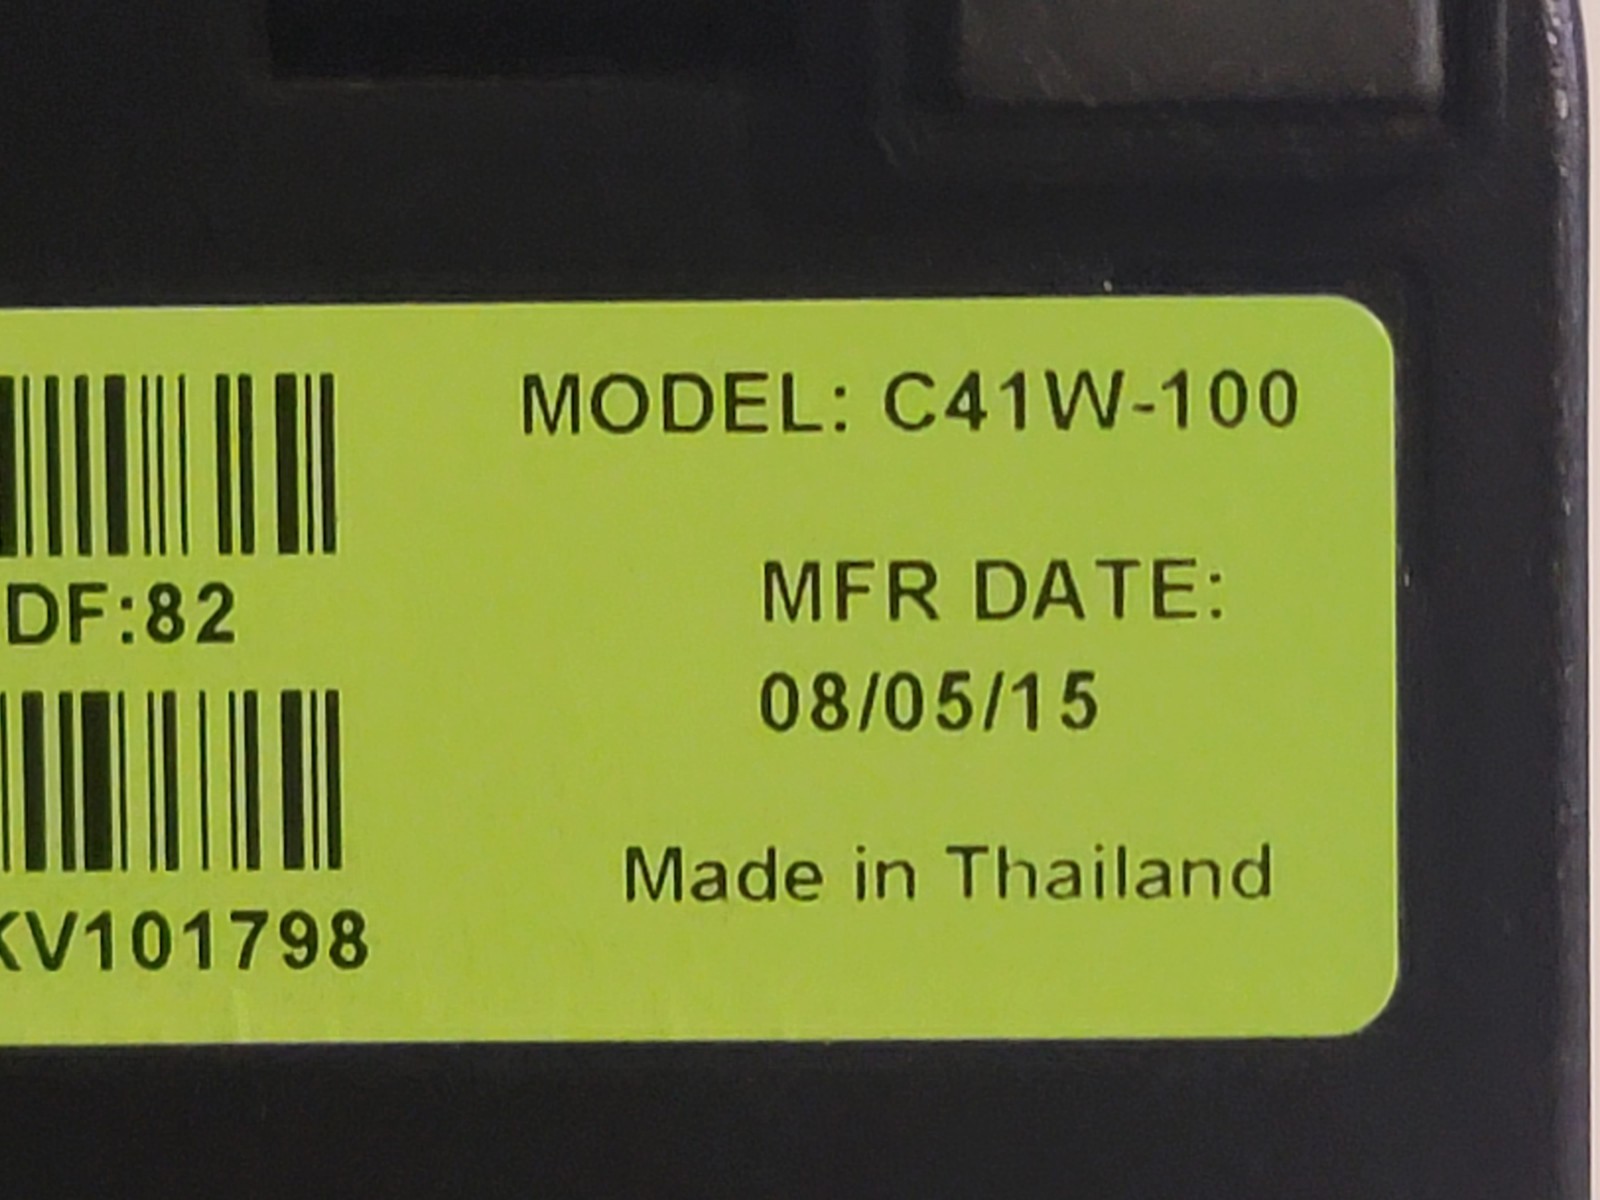 MODEL: C41W-100
DF:82
MFR DATE:
08/05/15
Made in Thailand
KV101798